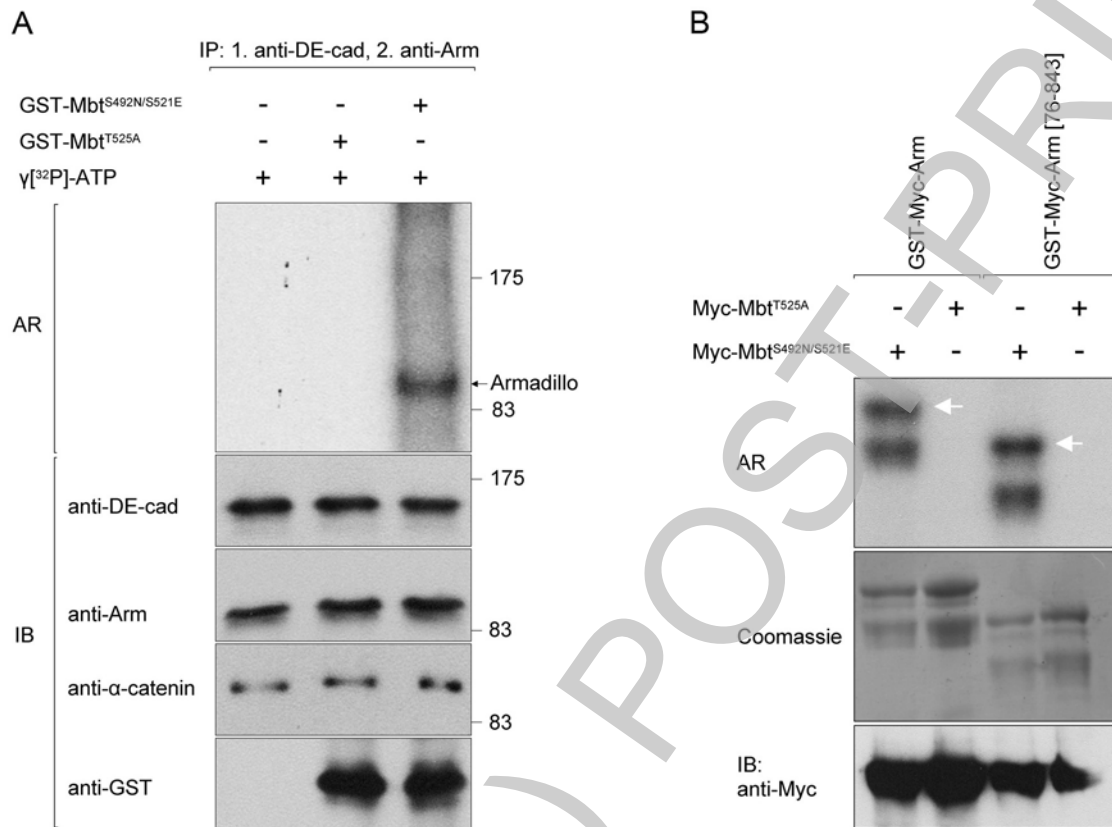 A
IP: 1. anti-DE-cad, 2. anti-Arm
GST-Mbt^S492N/S521E - - +
GST-Mbt^T525A - + -
γ[³²P]-ATP + + +
AR
175
Armadillo
83
IB
anti-DE-cad
175
anti-Arm
83
anti-α-catenin
83
anti-GST
B
GST-Myc-Arm
GST-Myc-Arm [76-843]
Myc-Mbt^T525A - + - +
Myc-Mbt^S492N/S521E + - + -
AR
Coomassie
IB:
anti-Myc
) POST-PRI